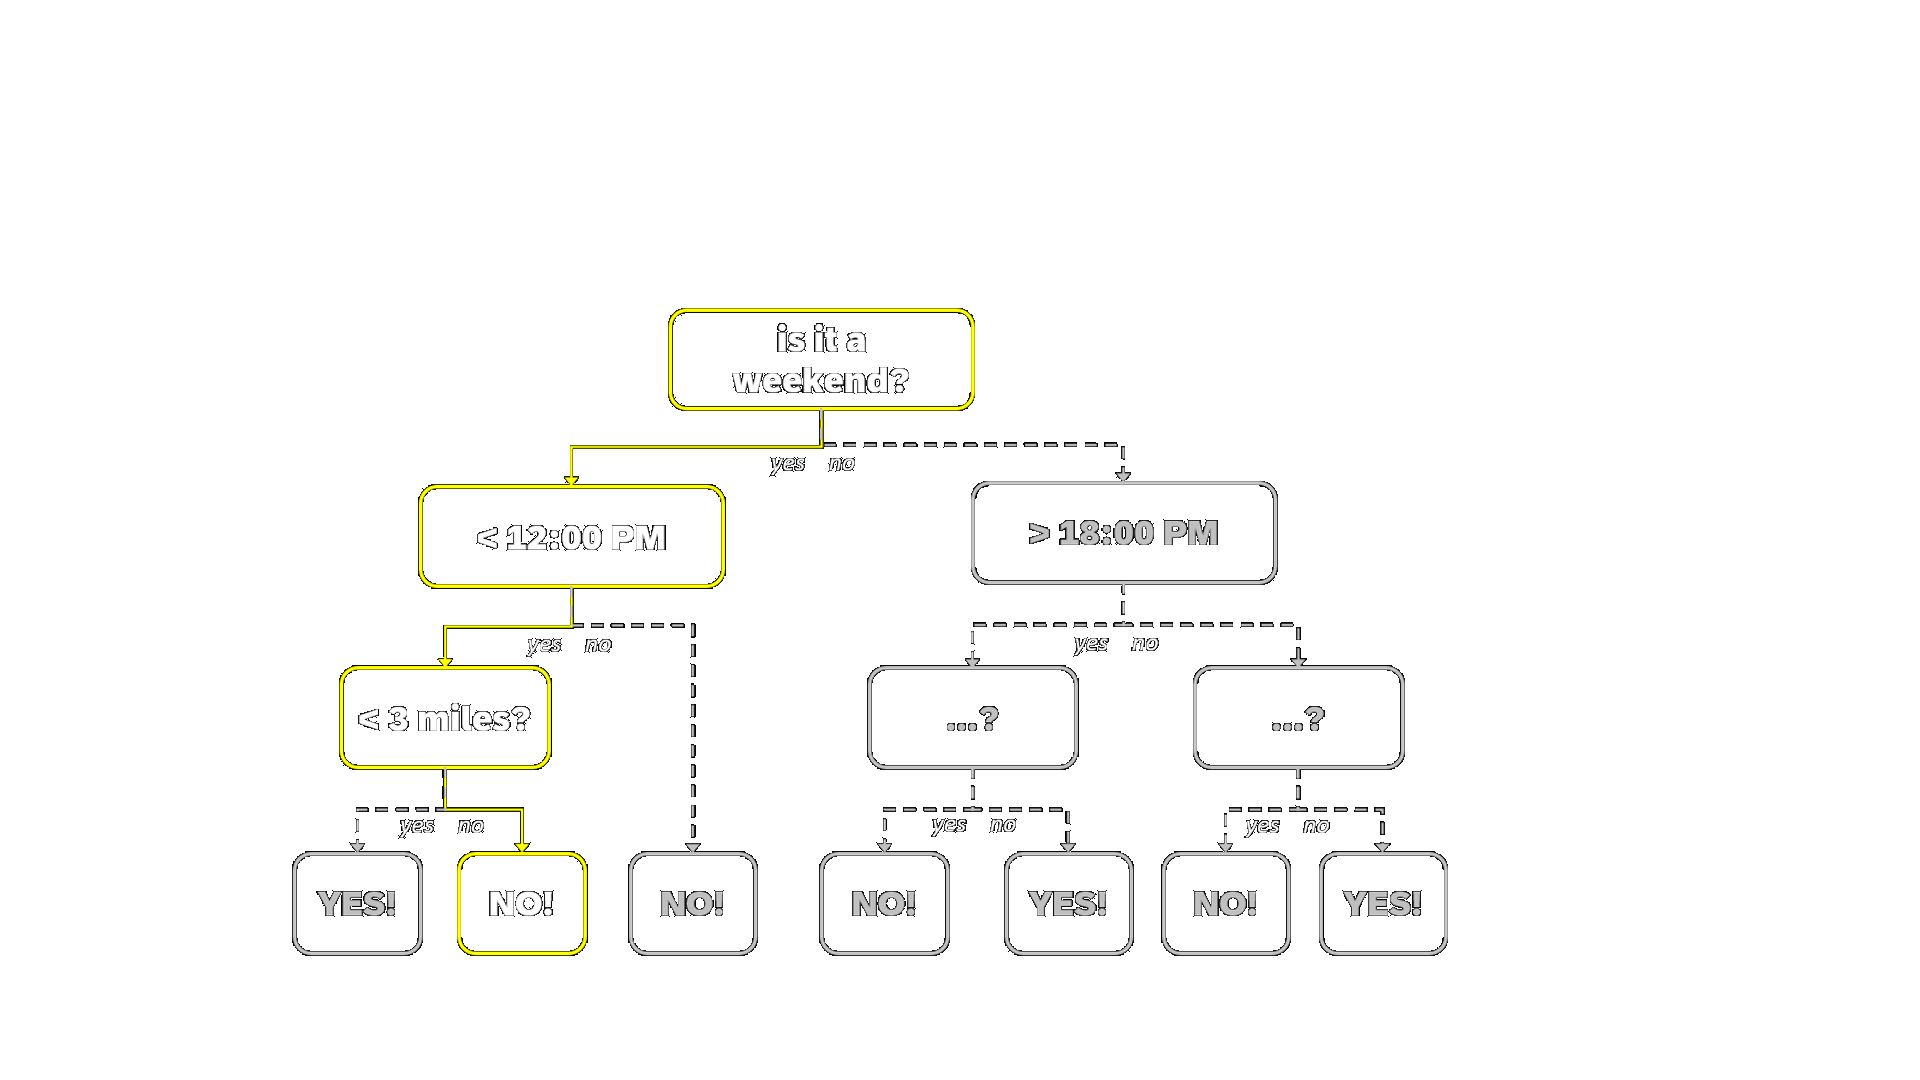 is it a
weekend?
yes no
< 12:00 PM
> 18:00 PM
yes no
yes no
< 3 miles?
...?
...?
yes no
yes no
yes no
YES!
NO!
NO!
NO!
YES!
NO!
YES!